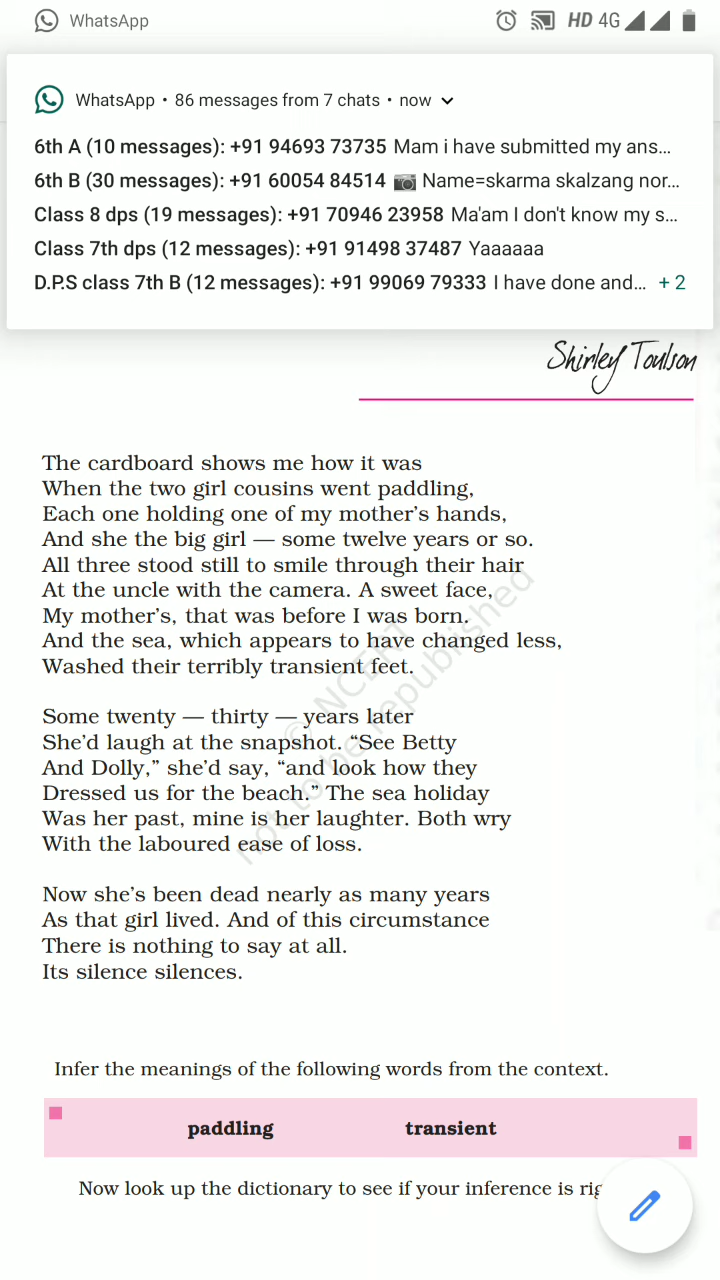 WhatsApp
HD 4G
WhatsApp • 86 messages from 7 chats • now
6th A (10 messages): +91 94693 73735 Mam i have submitted my ans...
6th B (30 messages): +91 60054 84514 📷 Name=skarma skalzang nor...
Class 8 dps (19 messages): +91 70946 23958 Ma'am I don't know my s...
Class 7th dps (12 messages): +91 91498 37487 Yaaaaaa
D.P.S class 7th B (12 messages): +91 99069 79333 I have done and... + 2
Shirley Toulson
The cardboard shows me how it was
When the two girl cousins went paddling,
Each one holding one of my mother’s hands,
And she the big girl — some twelve years or so.
All three stood still to smile through their hair
At the uncle with the camera. A sweet face,
My mother’s, that was before I was born.
And the sea, which appears to have changed less,
Washed their terribly transient feet.
Some twenty — thirty — years later
She’d laugh at the snapshot. “See Betty
And Dolly,” she’d say, “and look how they
Dressed us for the beach.” The sea holiday
Was her past, mine is her laughter. Both wry
With the laboured ease of loss.
Now she’s been dead nearly as many years
As that girl lived. And of this circumstance
There is nothing to say at all.
Its silence silences.
© NCERT
not to be republished
Infer the meanings of the following words from the context.
paddling transient
Now look up the dictionary to see if your inference is rig